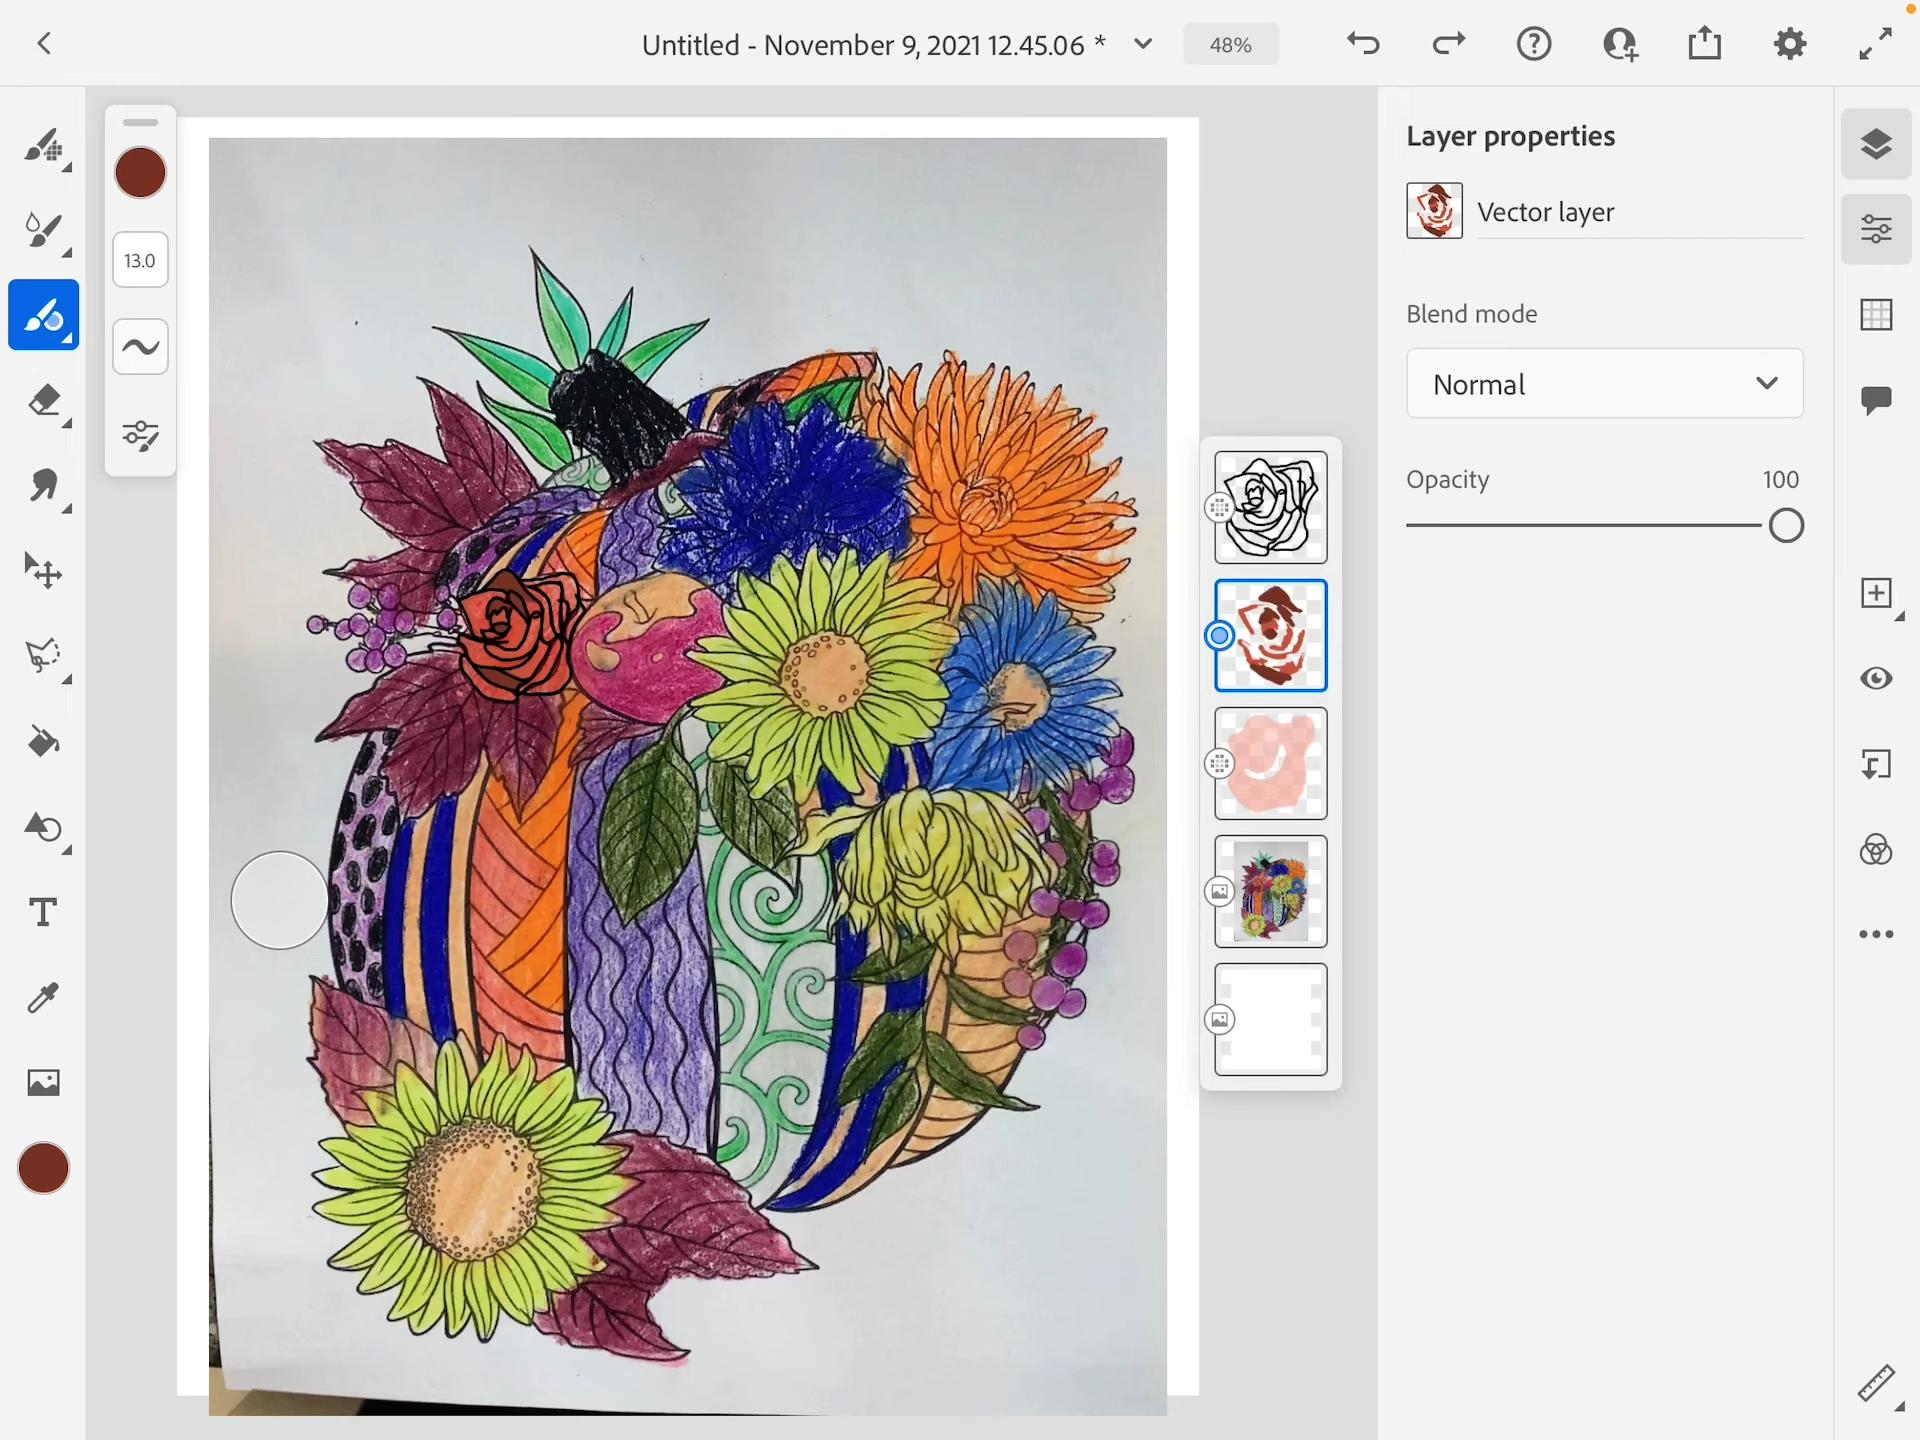 Untitled - November 9, 2021 12.45.06 *
48%
13.0
T
Layer properties
Vector layer
Blend mode
Normal
Opacity 100